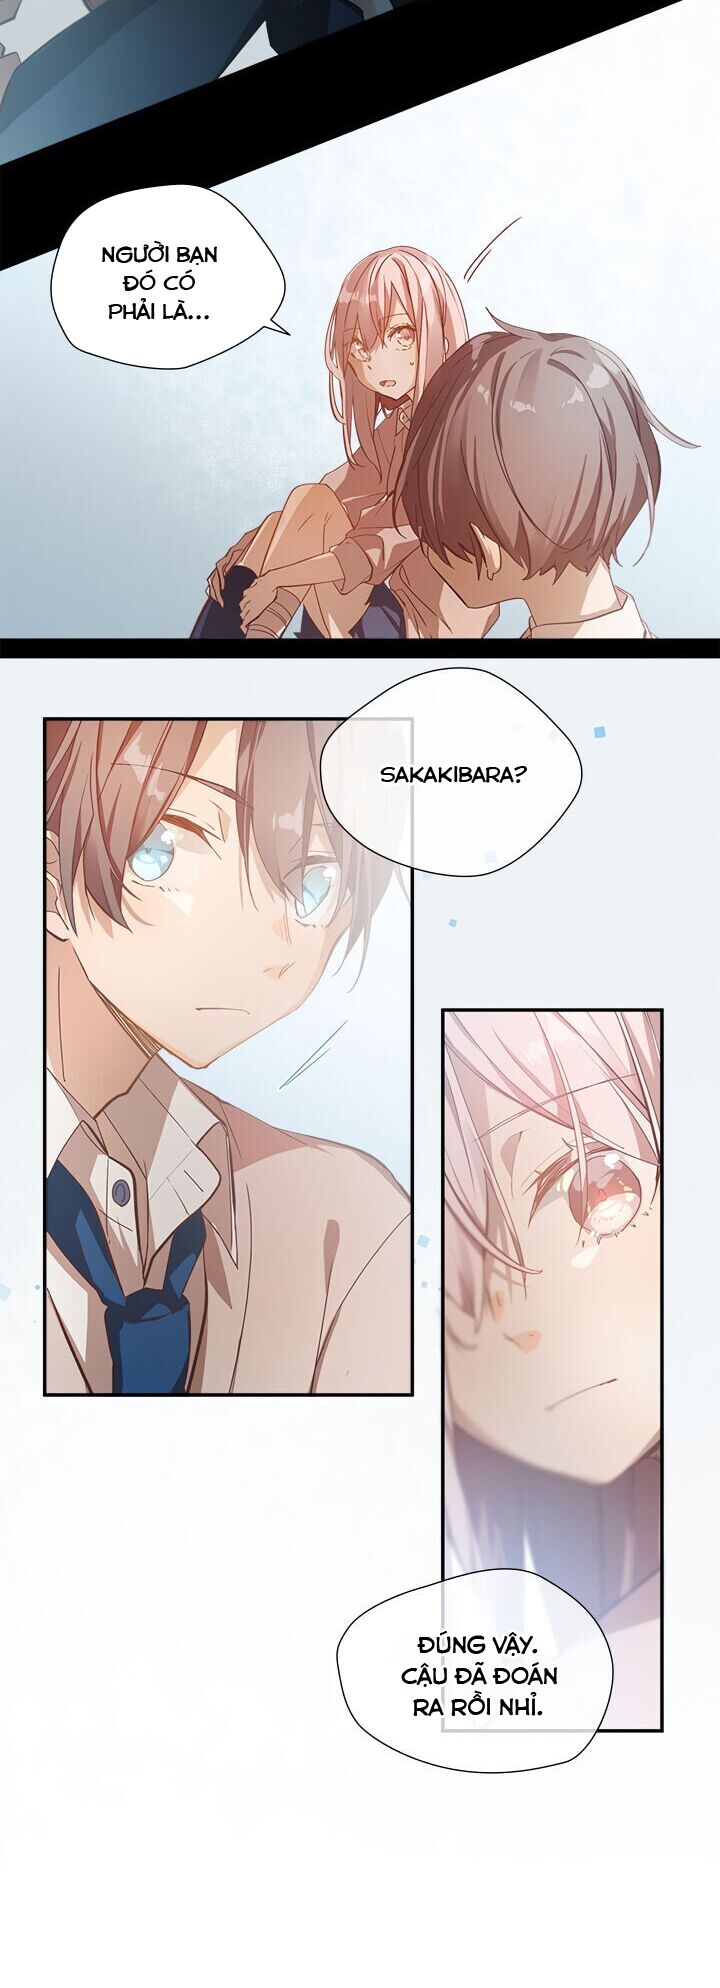 NGƯỜI BẠN
ĐÓ CÓ
PHẢI LÀ...
SAKAKIBARA?
ĐÚNG VẬY.
CẬU ĐÃ ĐOÁN
RA RỒI NHỈ.